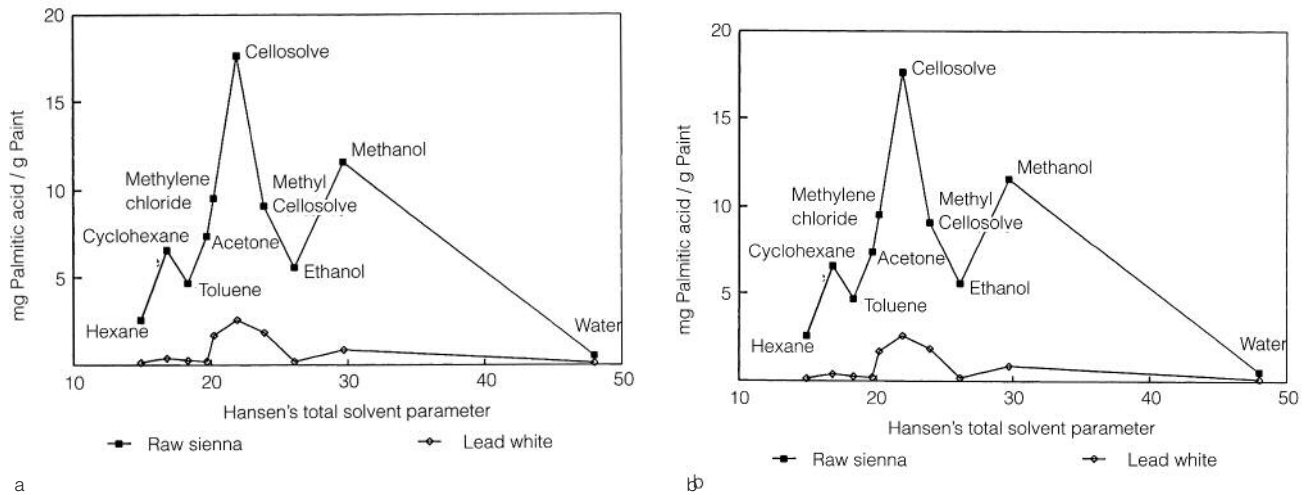 20
15
10
5
mg Palmitic acid / g Paint
Cellosolve
Methanol
Methylene
chloride
Methyl
Cellosolve
Cyclohexane
Acetone
Ethanol
Toluene
Hexane
Water
10 20 30 40 50
Hansen's total solvent parameter
Raw sienna Lead white
a
20
15
10
5
mg Palmitic acid / g Paint
Cellosolve
Methanol
Methylene
chloride
Methyl
Cellosolve
Cyclohexane
Acetone
Ethanol
Toluene
Hexane
Water
10 20 30 40 50
Hansen's total solvent parameter
Raw sienna Lead white
b
b